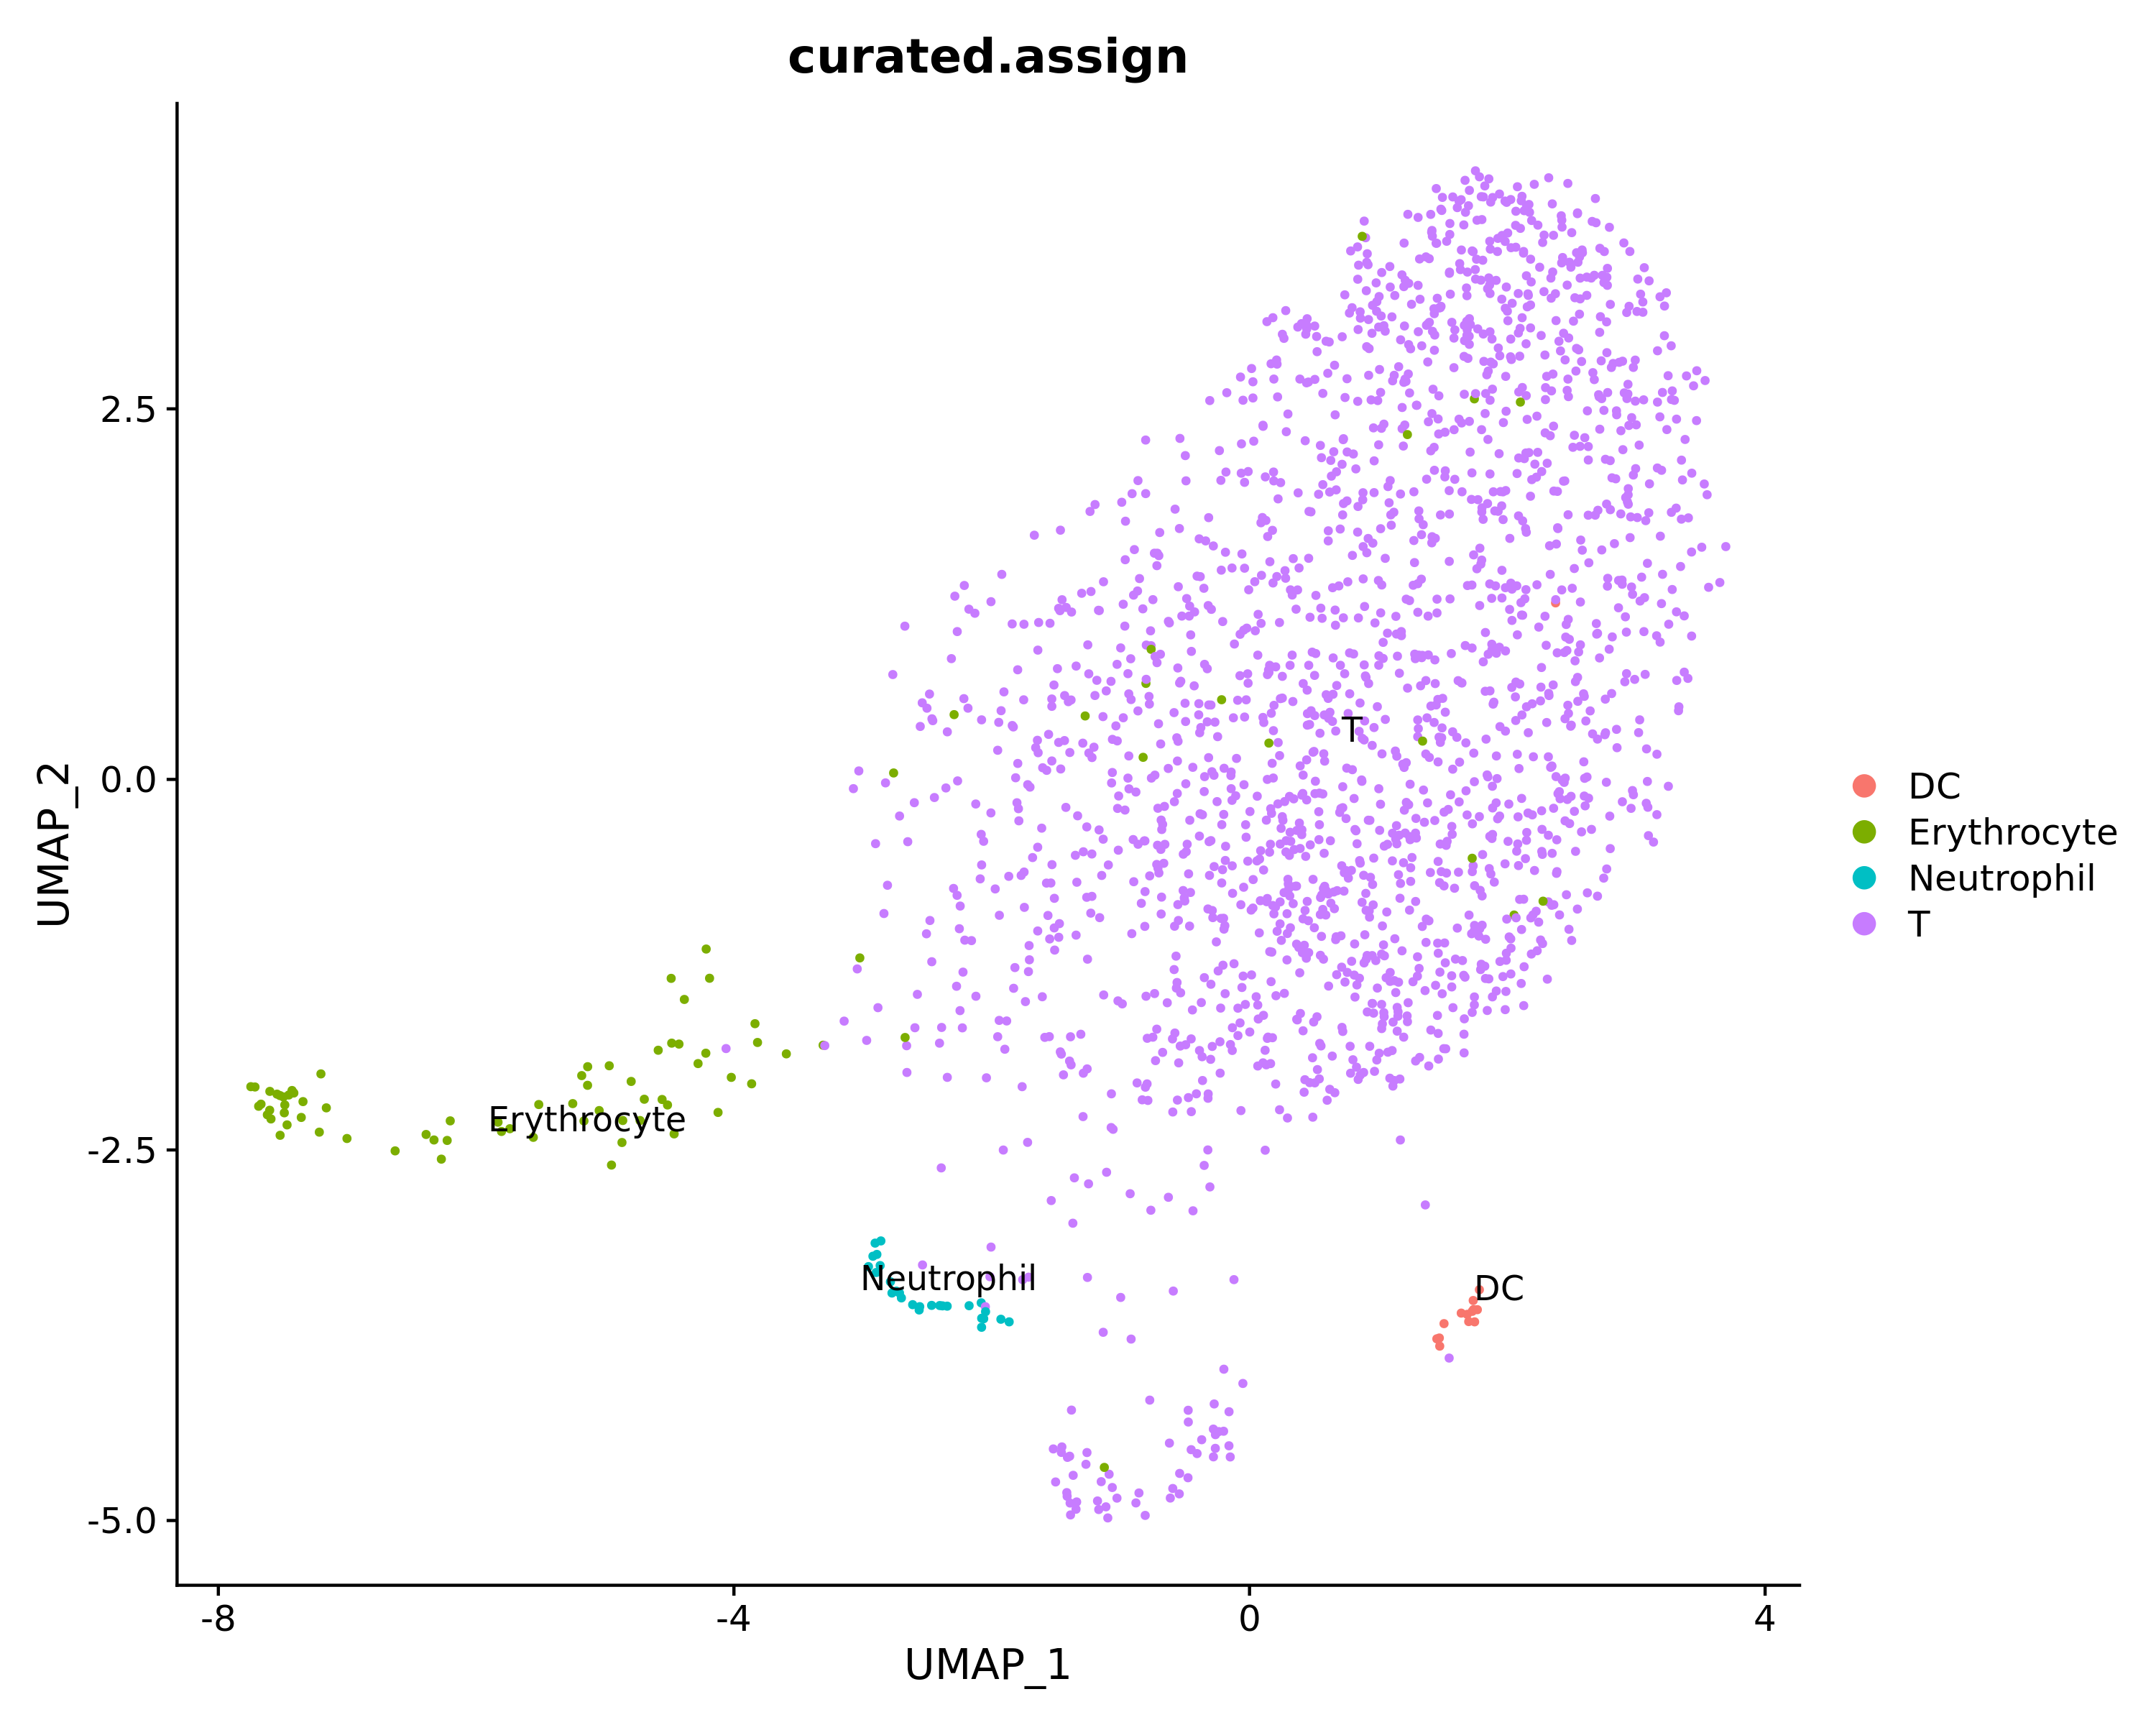 curated.assign
UMAP_2
2.5
0.0
-2.5
-5.0
T
Erythrocyte
Neutrophil
DC
-8
-4
0
4
UMAP_1
DC
Erythrocyte
Neutrophil
T